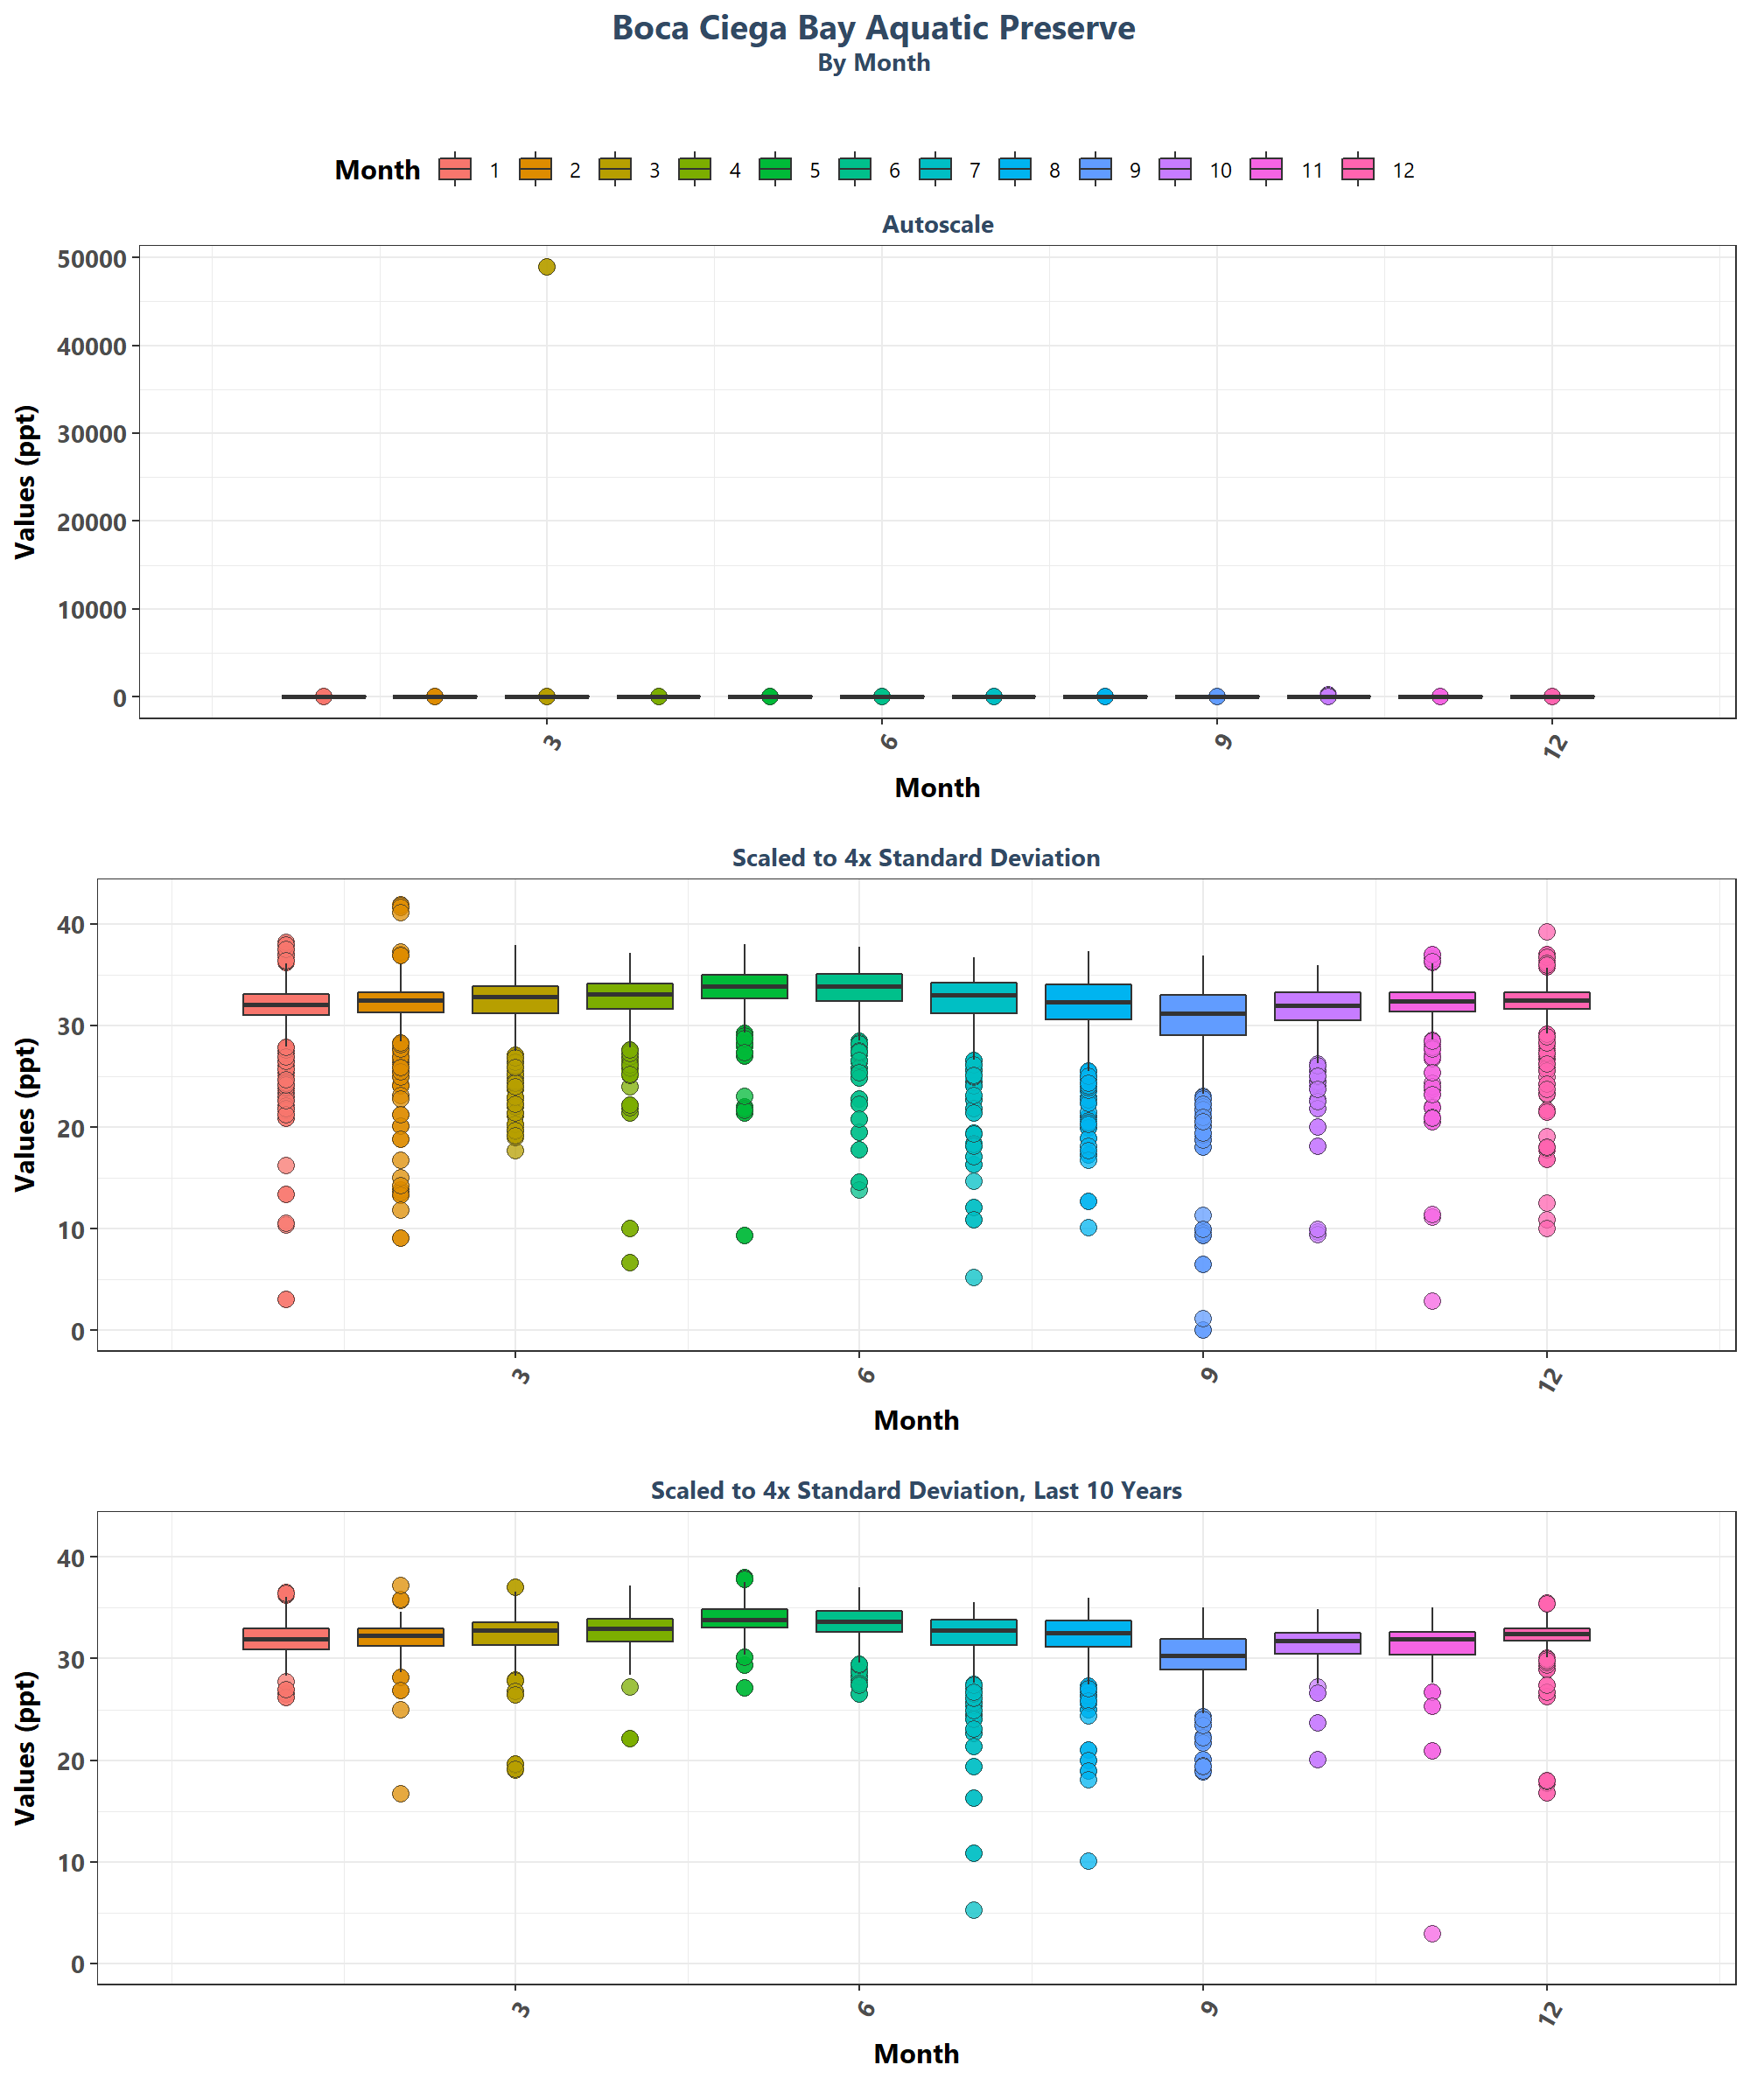 Boca Ciega Bay Aquatic Preserve
By Month
Month 1 2 3 4 5 6 7 8 9 10 11 12
Autoscale
50000
40000
30000
20000
10000
0
Values (ppt)
3 6 9 12
Month
Scaled to 4x Standard Deviation
40
30
20
10
0
Values (ppt)
3 6 9 12
Month
Scaled to 4x Standard Deviation, Last 10 Years
40
30
20
10
0
Values (ppt)
3 6 9 12
Month